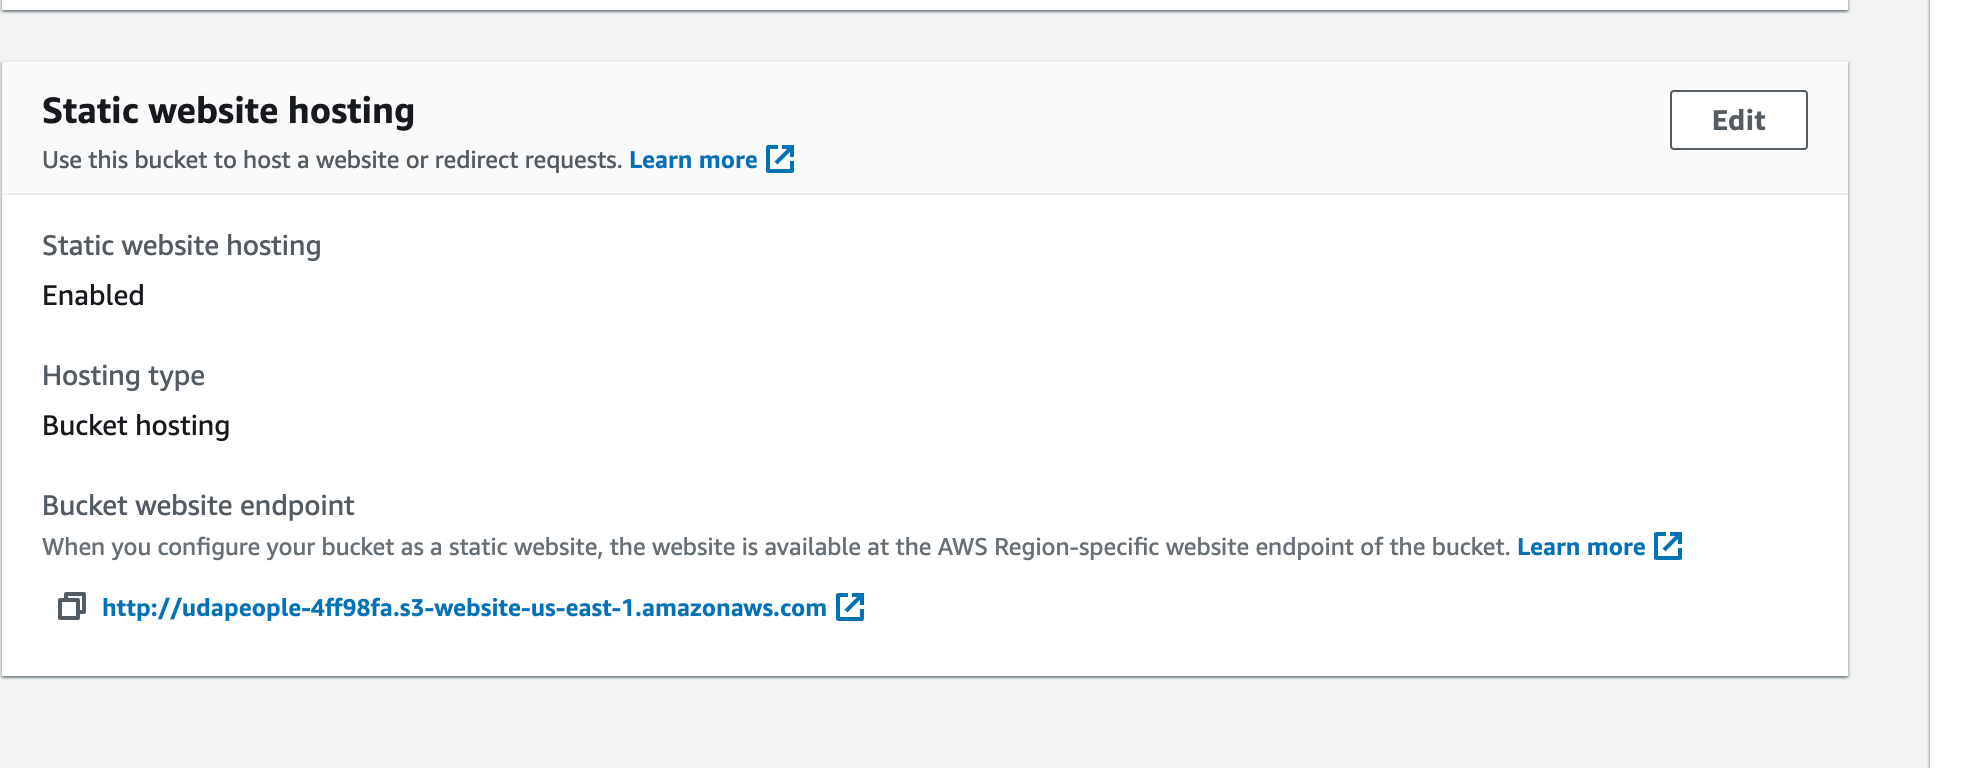 Static website hosting
Edit
Use this bucket to host a website or redirect requests. Learn more
Static website hosting
Enabled
Hosting type
Bucket hosting
Bucket website endpoint
When you configure your bucket as a static website, the website is available at the AWS Region-specific website endpoint of the bucket. Learn more
http://udapeople-4ff98fa.s3-website-us-east-1.amazonaws.com